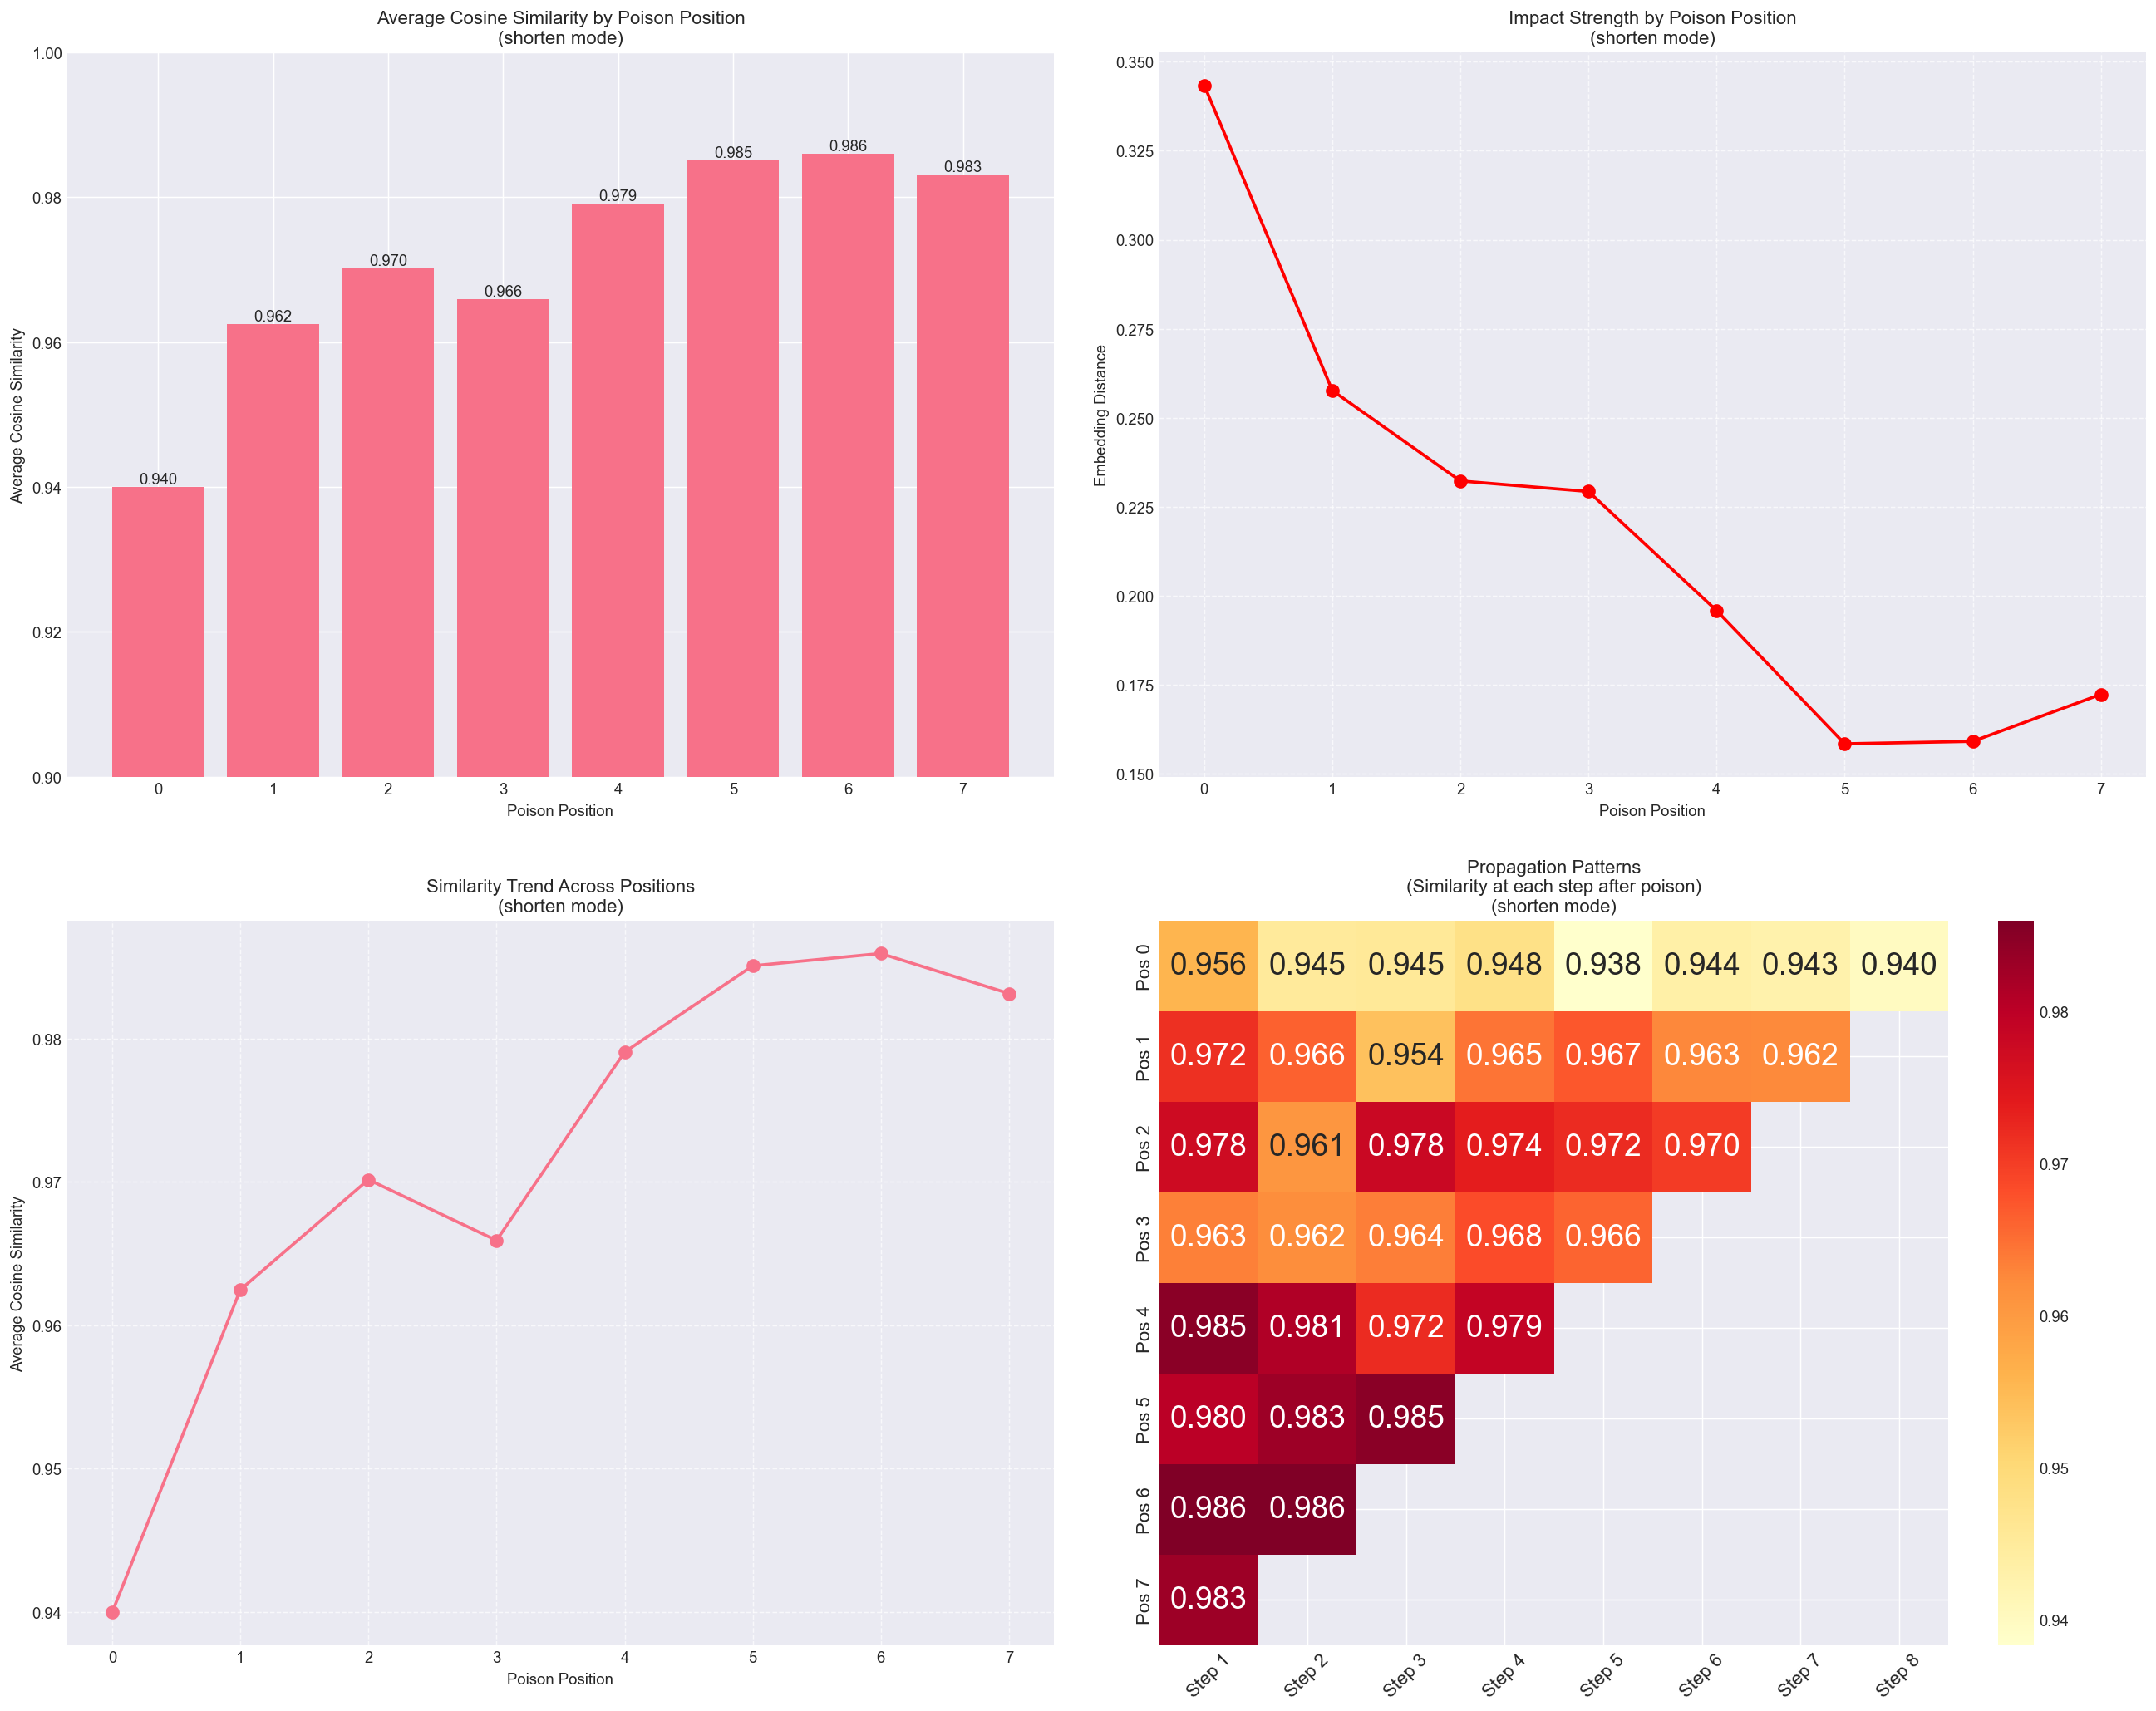 Average Cosine Similarity by Poison Position
(shorten mode)
Average Cosine Similarity
1.00
0.98
0.96
0.94
0.92
0.90
0.940
0.962
0.970
0.966
0.979
0.985
0.986
0.983
0 1 2 3 4 5 6 7
Poison Position
Impact Strength by Poison Position
(shorten mode)
Embedding Distance
0.350
0.325
0.300
0.275
0.250
0.225
0.200
0.175
0.150
0 1 2 3 4 5 6 7
Poison Position
Similarity Trend Across Positions
(shorten mode)
Average Cosine Similarity
0.98
0.97
0.96
0.95
0.94
0 1 2 3 4 5 6 7
Poison Position
Propagation Patterns
(Similarity at each step after poison)
(shorten mode)
Pos 0 0.956 0.945 0.945 0.948 0.938 0.944 0.943 0.940
Pos 1 0.972 0.966 0.954 0.965 0.967 0.963 0.962
Pos 2 0.978 0.961 0.978 0.974 0.972 0.970
Pos 3 0.963 0.962 0.964 0.968 0.966
Pos 4 0.985 0.981 0.972 0.979
Pos 5 0.980 0.983 0.985
Pos 6 0.986 0.986
Pos 7 0.983
Step 1 Step 2 Step 3 Step 4 Step 5 Step 6 Step 7 Step 8
0.98
0.97
0.96
0.95
0.94